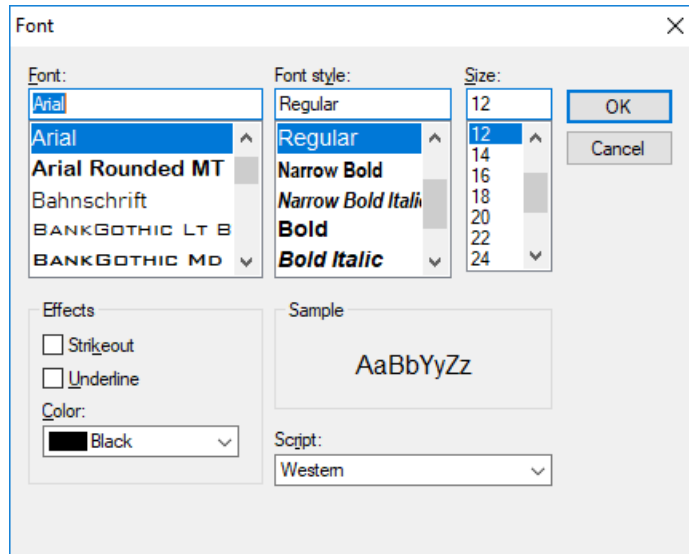 Font
Font: Font style: Size:
Arial Regular 12 OK
Arial Regular 12 Cancel
Arial Rounded MT Narrow Bold 14
Bahnschrift Narrow Bold Itali 16
BankGothic Lt B Bold 18
BankGothic Md Bold Italic 20
22
24
Effects Sample
Strikeout AaBbYyZz
Underline
Color:
Black Script:
Western